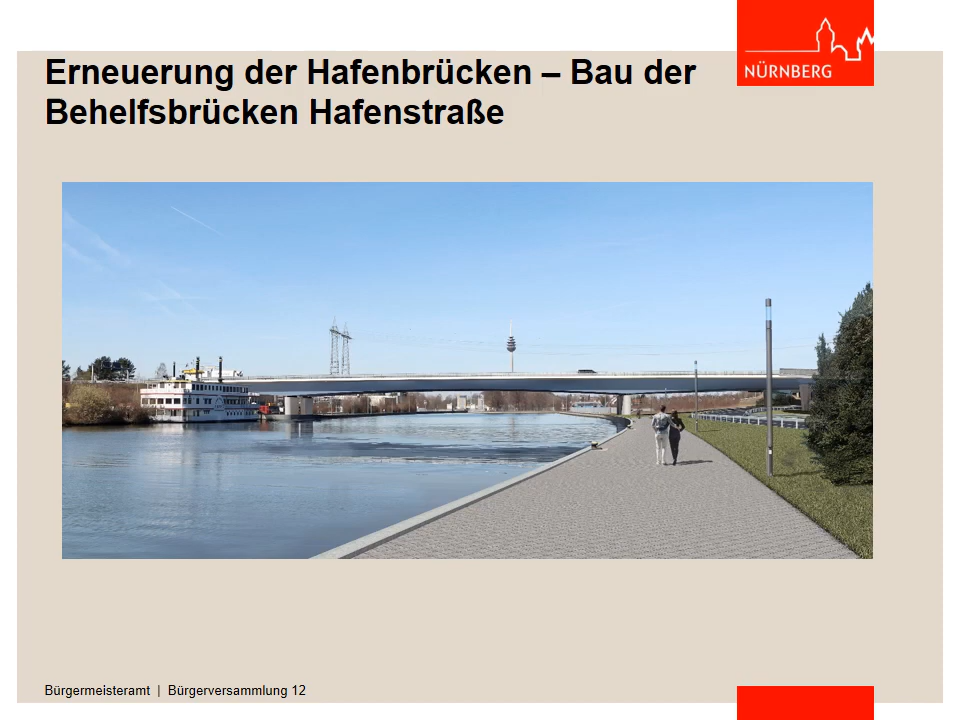 Erneuerung der Hafenbrücken – Bau der
Behelfsbrücken Hafenstraße
NÜRNBERG
Bürgermeisteramt | Bürgerversammlung 12